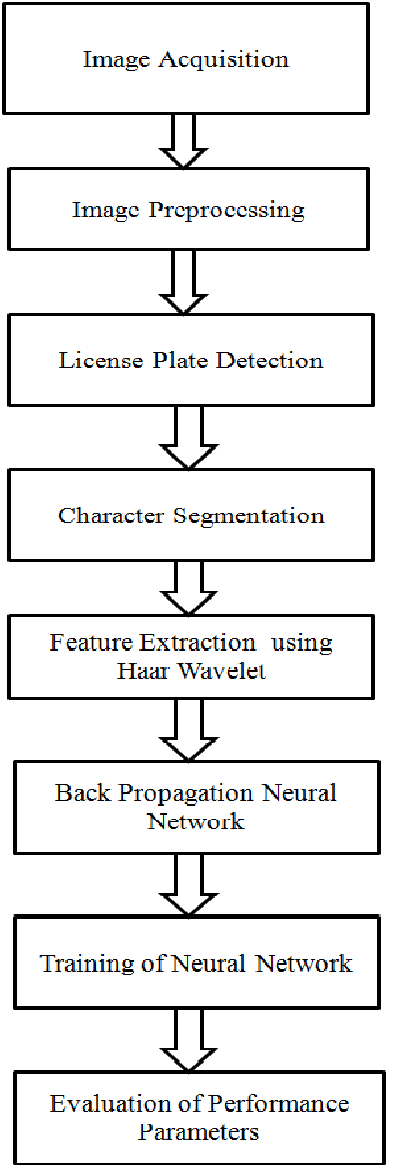 Image Acquisition
Image Preprocessing
License Plate Detection
Character Segmentation
Feature Extraction using
Haar Wavelet
Back Propagation Neural
Network
Training of Neural Network
Evaluation of Performance
Parameters